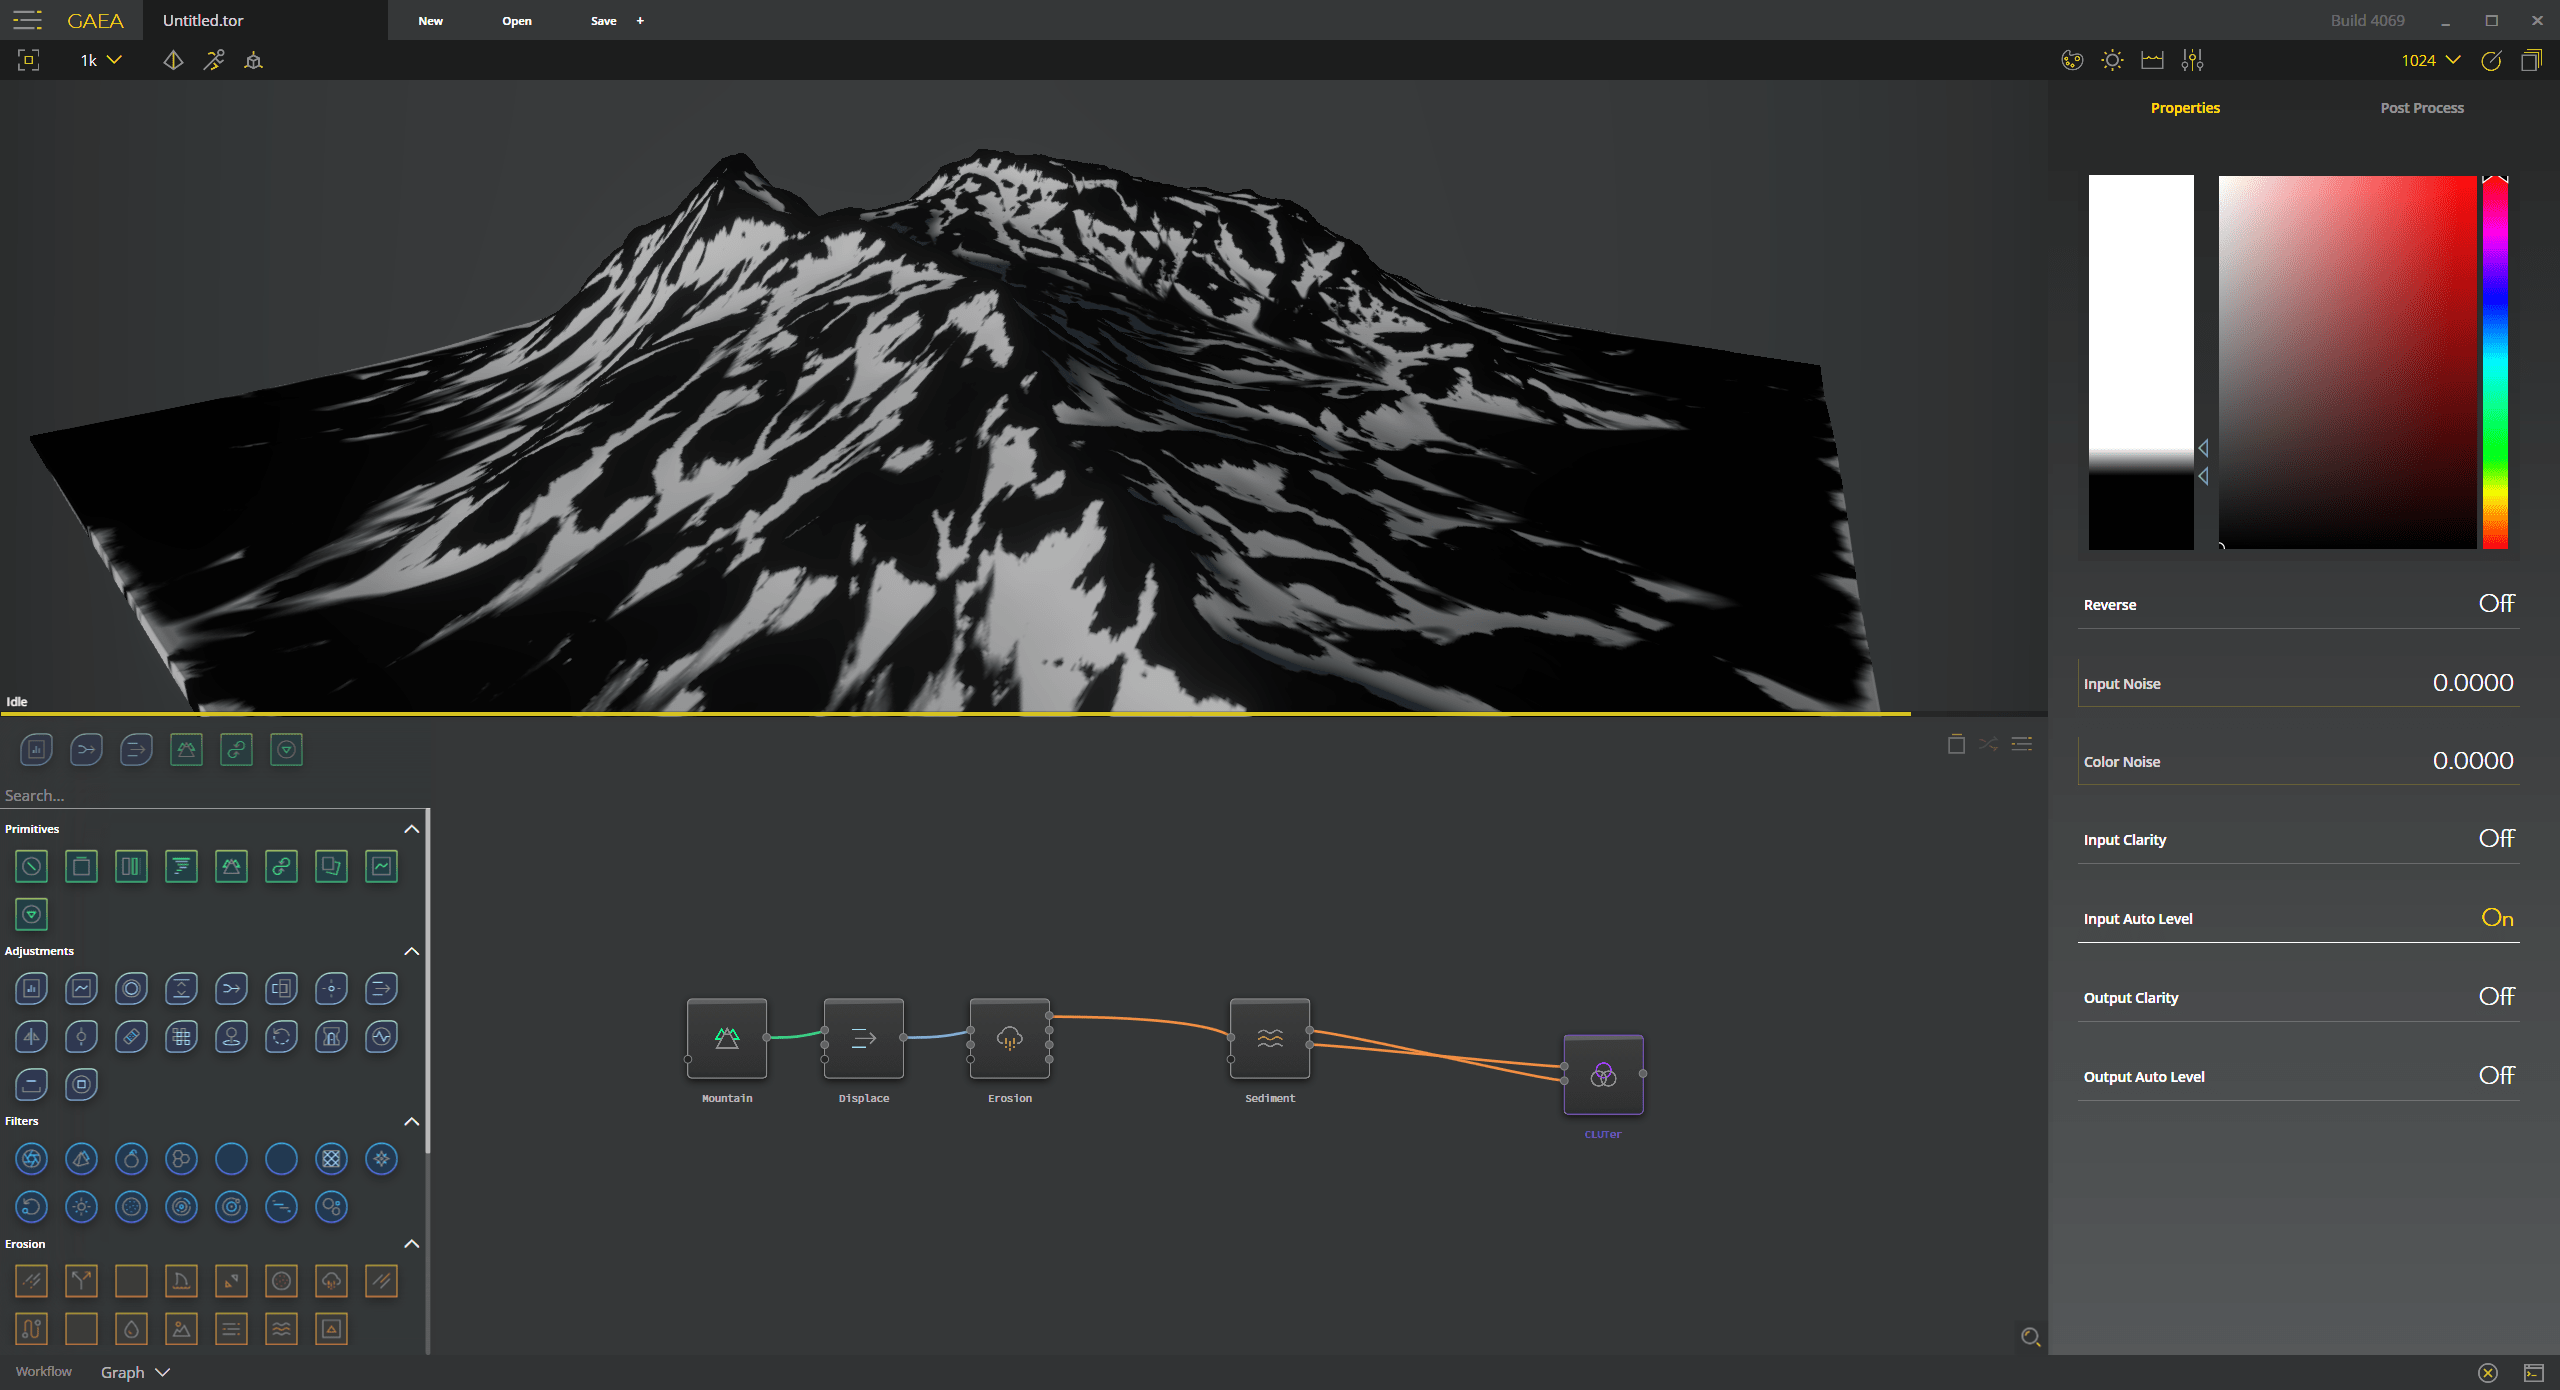 GAEA
Untitled.tor
New
Open
Save
+
Build 4069
1k
1024
Properties
Post Process
Reverse
Off
Input Noise
0.0000
Color Noise
0.0000
Input Clarity
Off
Input Auto Level
On
Output Clarity
Off
Output Auto Level
Off
Idle
Search...
Primitives
Adjustments
Filters
Erosion
Mountain
Displace
Erosion
Sediment
CLUTer
Workflow
Graph